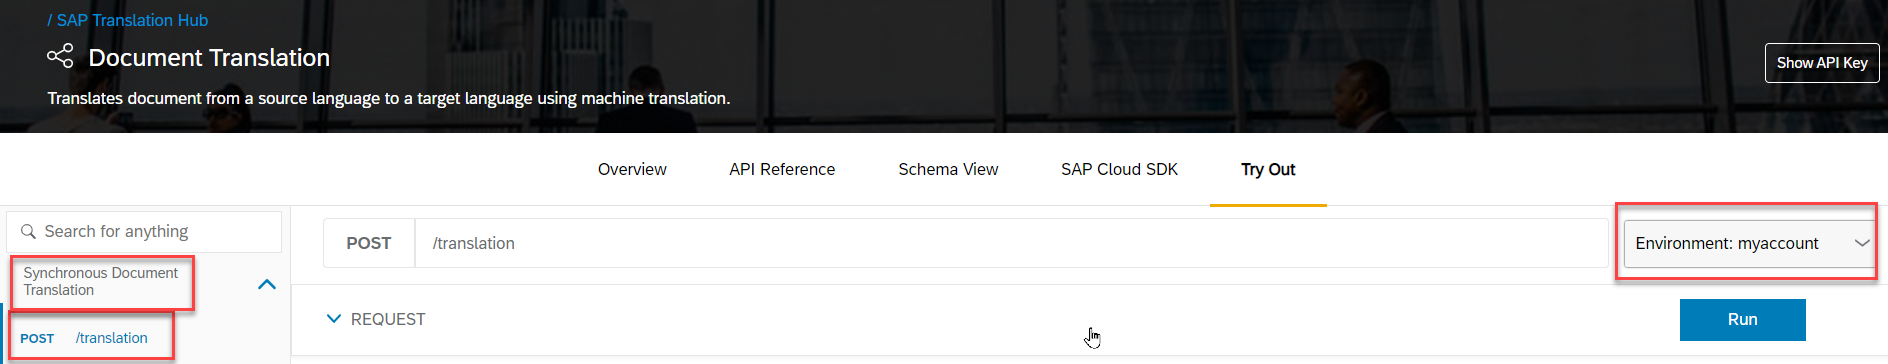 / SAP Translation Hub
Document Translation
Translates document from a source language to a target language using machine translation.
Show API Key
Overview
API Reference
Schema View
SAP Cloud SDK
Try Out
Search for anything
Synchronous Document
Translation
POST /translation
POST /translation
Environment: myaccount
REQUEST
Run